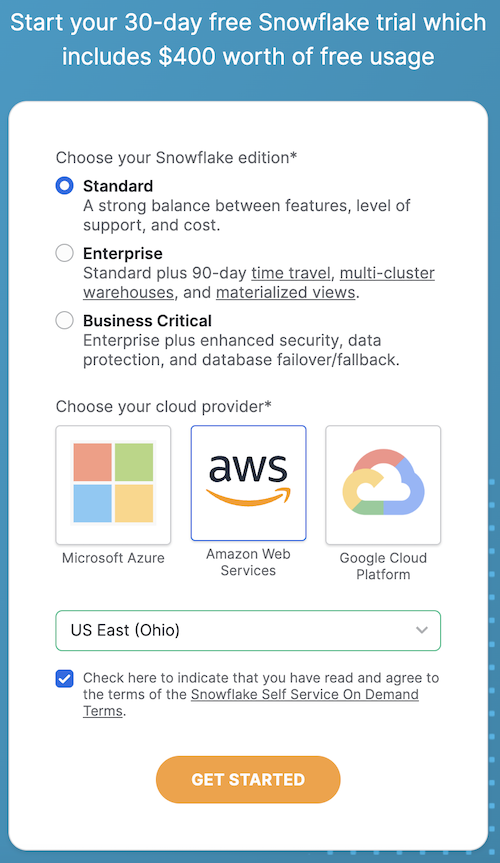 Start your 30-day free Snowflake trial which
includes $400 worth of free usage
Choose your Snowflake edition*
Standard
A strong balance between features, level of
support, and cost.
Enterprise
Standard plus 90-day time travel, multi-cluster
warehouses, and materialized views.
Business Critical
Enterprise plus enhanced security, data
protection, and database failover/fallback.
Choose your cloud provider*
aws
Microsoft Azure
Amazon Web
Services
Google Cloud
Platform
US East (Ohio)
Check here to indicate that you have read and agree to
the terms of the Snowflake Self Service On Demand
Terms.
GET STARTED